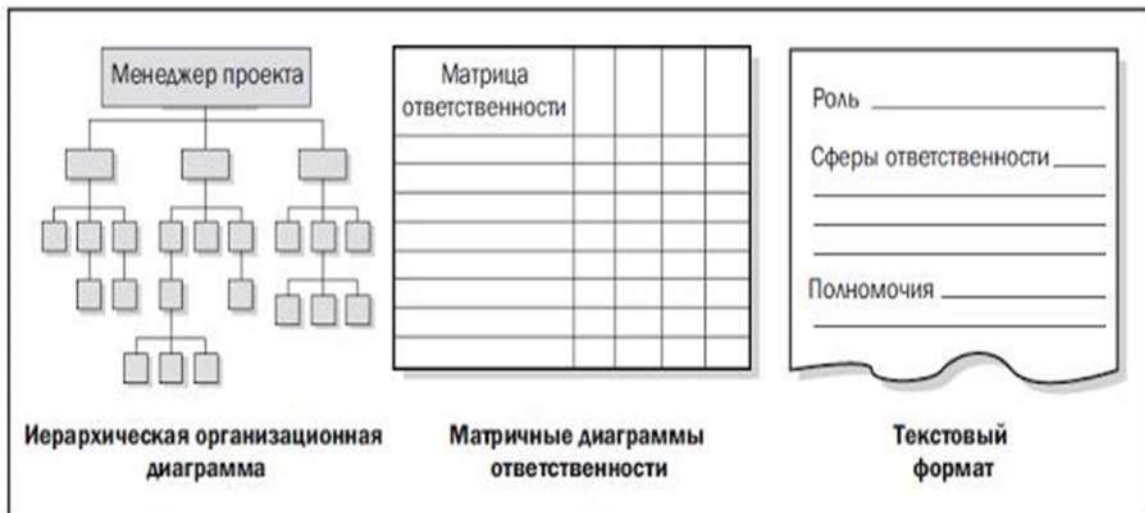 Менеджер проекта
Матрица
ответственности
Роль
Сферы ответственности
Полномочия
Иерархическая организационная
диаграмма
Матричные диаграммы
ответственности
Текстовый
формат